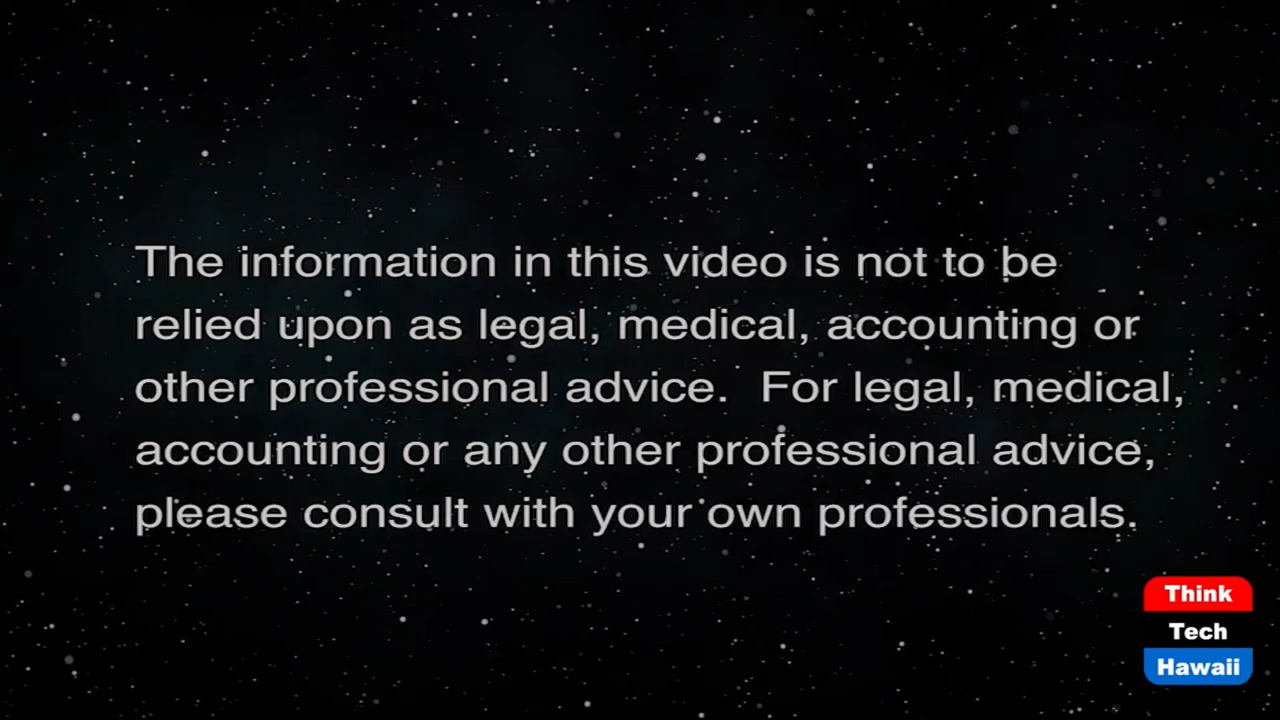 The information in this video is not to be
relied upon as legal, medical, accounting or
other professional advice.  For legal, medical,
accounting or any other professional advice,
please consult with your own professionals.
Think
Tech
Hawaii